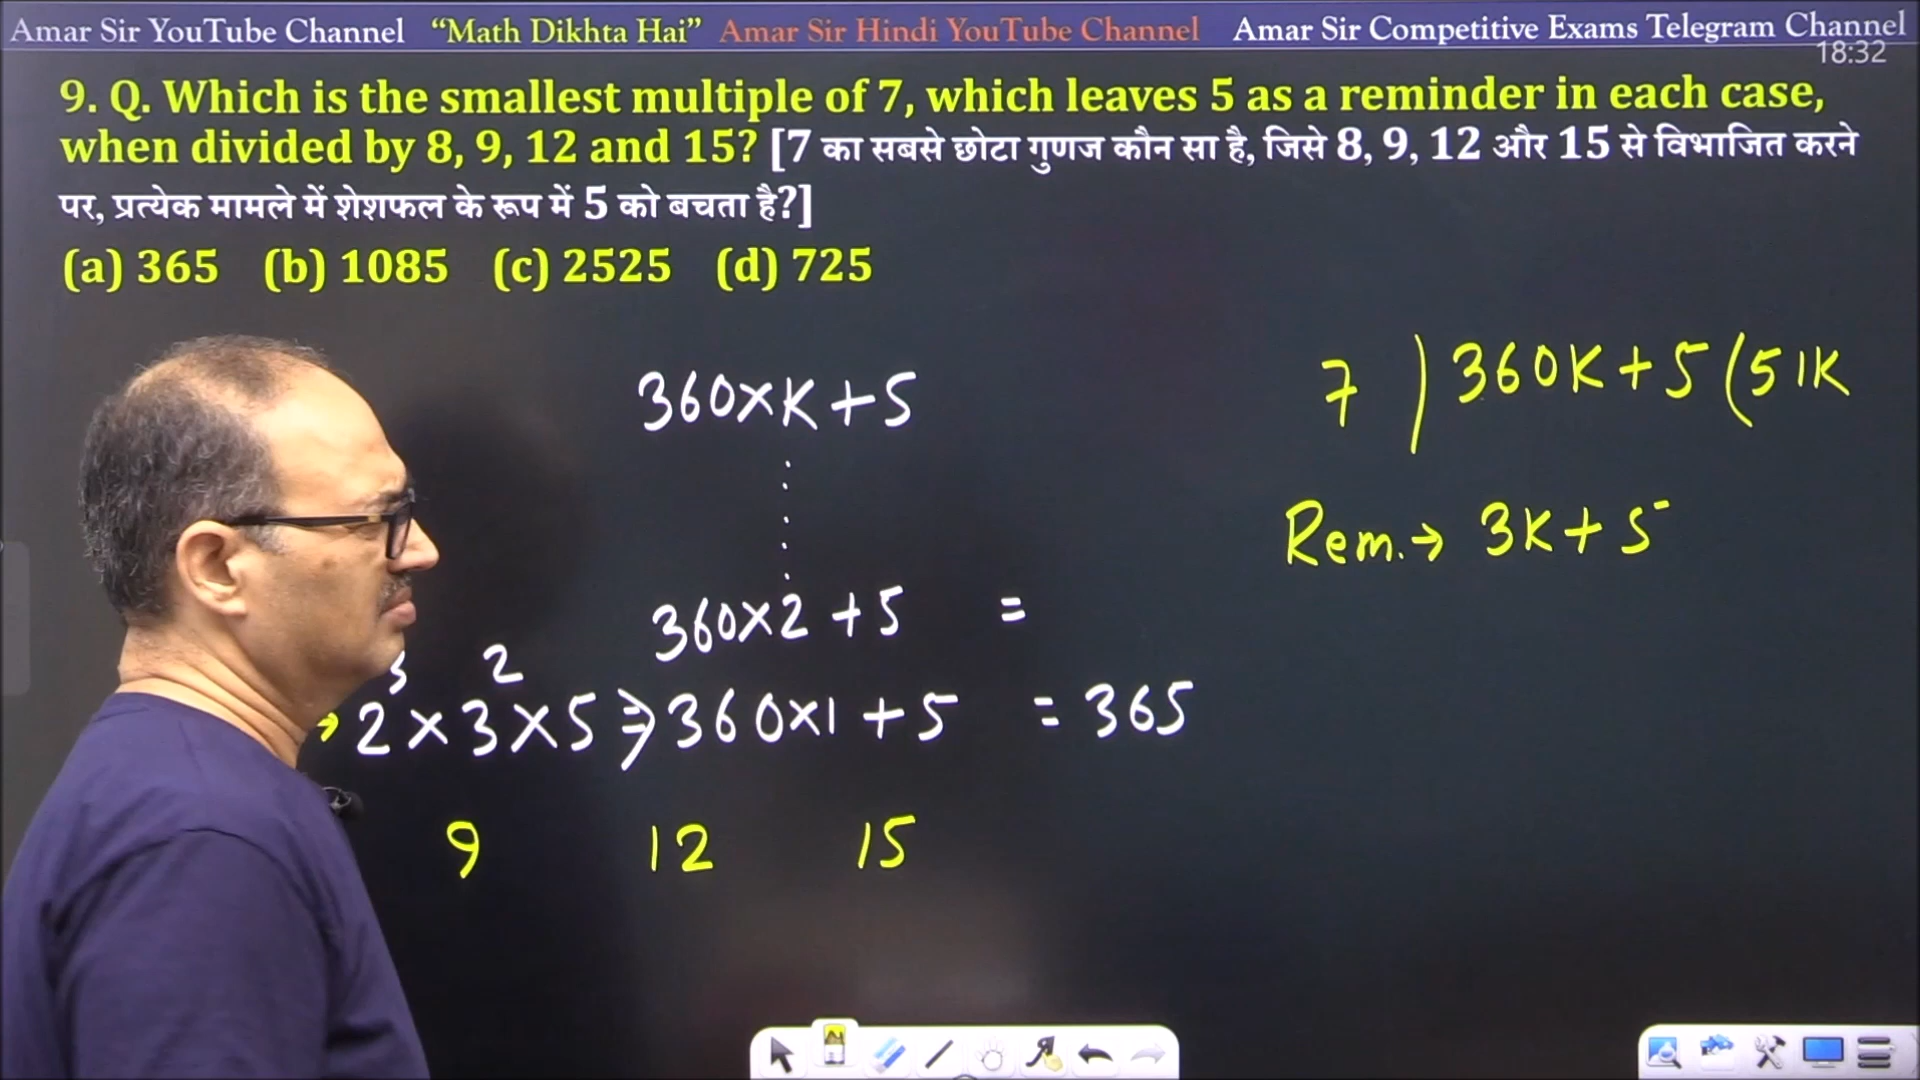 Amar Sir YouTube Channel “Math Dikhta Hai” Amar Sir Hindi YouTube Channel Amar Sir Competitive Exams Telegram Channel
18:32
9. Q. Which is the smallest multiple of 7, which leaves 5 as a reminder in each case,
when divided by 8, 9, 12 and 15? [7 का सबसे छोटा गुणज कौन सा है, जिसे 8, 9, 12 और 15 से विभाजित करने
पर, प्रत्येक मामले में शेशफल के रूप में 5 को बचता है?]
(a) 365 (b) 1085 (c) 2525 (d) 725
360×K+5
7 ) 360K+5 ( 51K
Rem. → 3K+5
360×2+5 =
→ 2³×3²×5 ⇒ 360×1+5 = 365
9 12 15